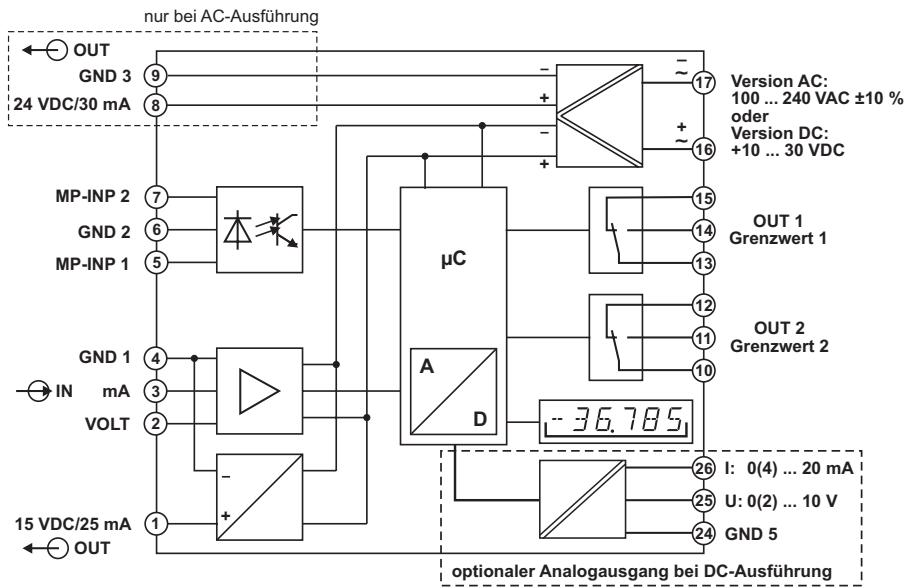 nur bei AC-Ausführung
OUT
GND 3 9
24 VDC/30 mA 8
MP-INP 2 7
GND 2 6
MP-INP 1 5
GND 1 4
IN mA 3
VOLT 2
15 VDC/25 mA 1
OUT
−
+
−
+
−
+
µC
A
D
-36.785
− ~ 17
+ ~ 16
Version AC:
100 ... 240 VAC ±10 %
oder
Version DC:
+10 ... 30 VDC
15
14
13
OUT 1
Grenzwert 1
12
11
10
OUT 2
Grenzwert 2
26 I: 0(4) ... 20 mA
25 U: 0(2) ... 10 V
24 GND 5
optionaler Analogausgang bei DC-Ausführung